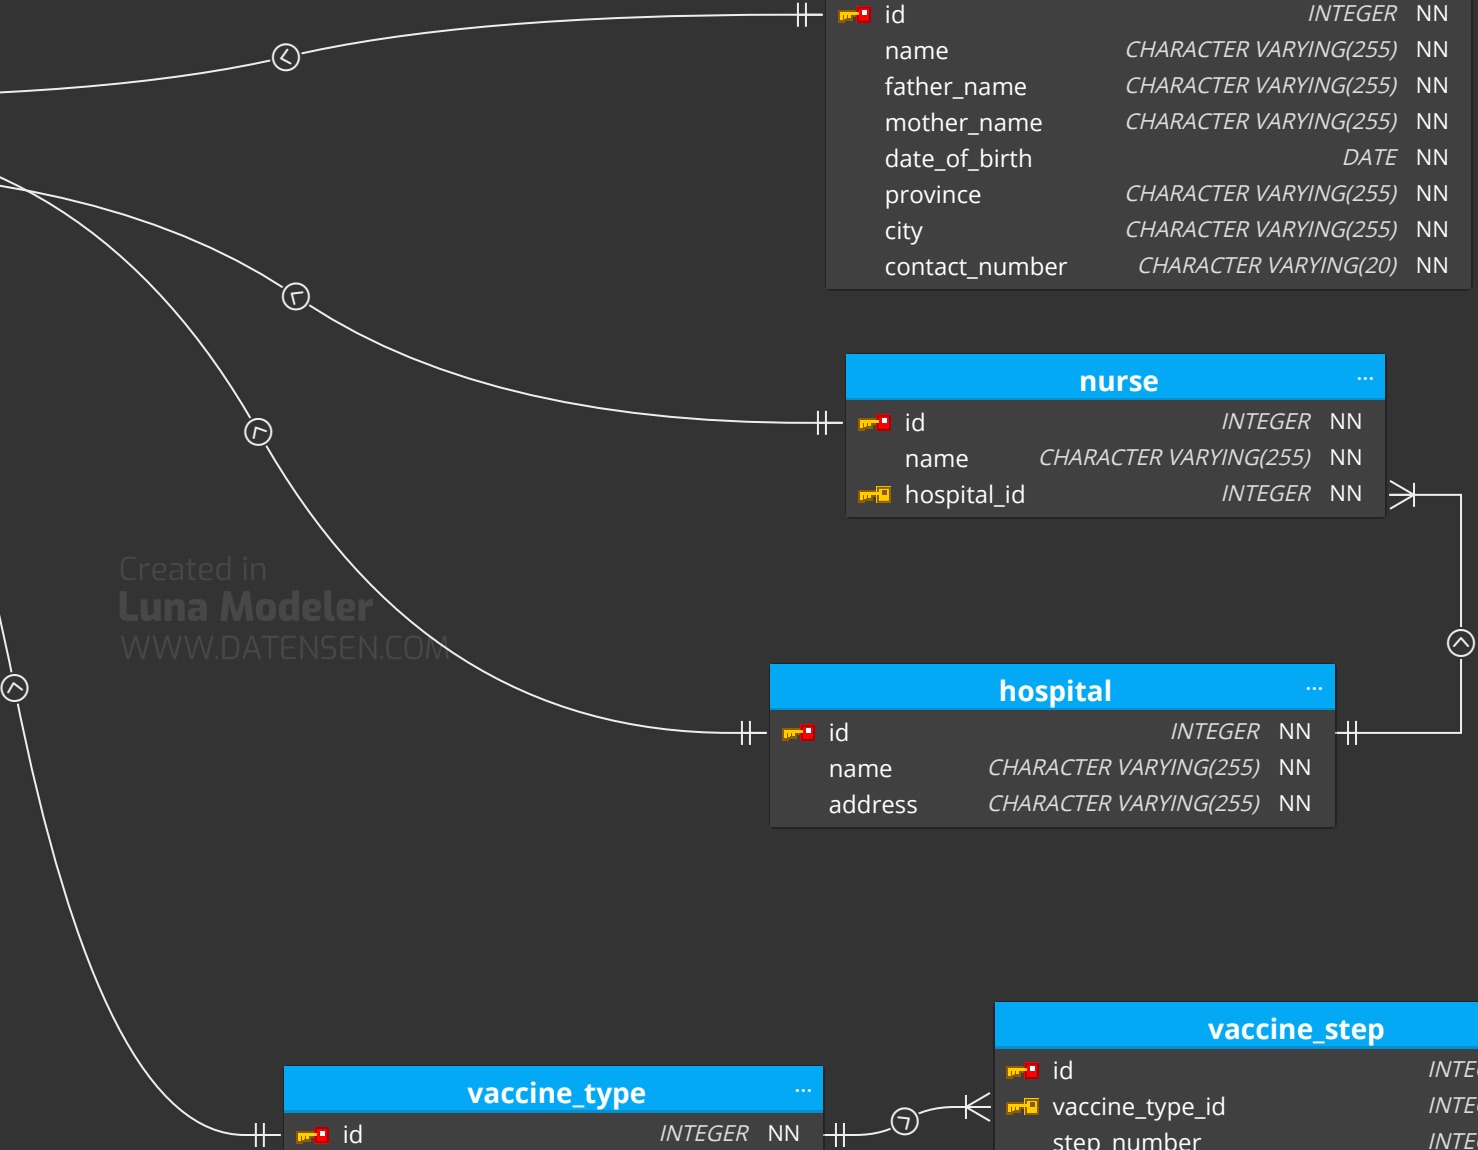 id INTEGER NN
name CHARACTER VARYING(255) NN
father_name CHARACTER VARYING(255) NN
mother_name CHARACTER VARYING(255) NN
date_of_birth DATE NN
province CHARACTER VARYING(255) NN
city CHARACTER VARYING(255) NN
contact_number CHARACTER VARYING(20) NN
nurse ...
id INTEGER NN
name CHARACTER VARYING(255) NN
hospital_id INTEGER NN
Created in
Luna Modeler
WWW.DATENSEN.COM
hospital ...
id INTEGER NN
name CHARACTER VARYING(255) NN
address CHARACTER VARYING(255) NN
vaccine_step
id
vaccine_type_id
step_number
vaccine_type ...
id INTEGER NN